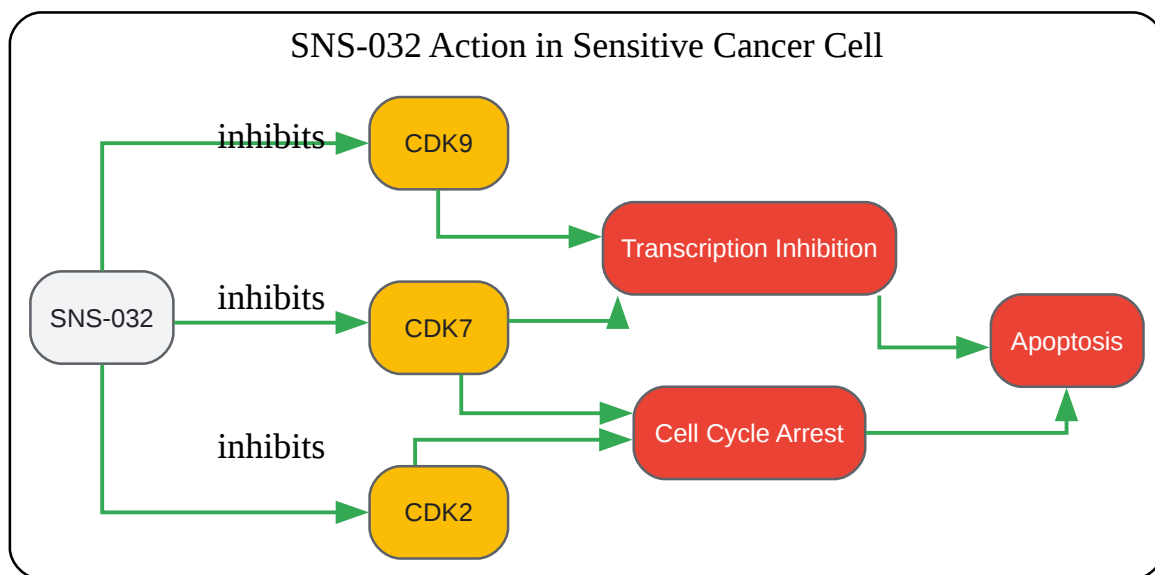 SNS-032 Action in Sensitive Cancer Cell
inhibits
CDK9
Transcription Inhibition
SNS-032
inhibits
CDK7
Apoptosis
Cell Cycle Arrest
inhibits
CDK2